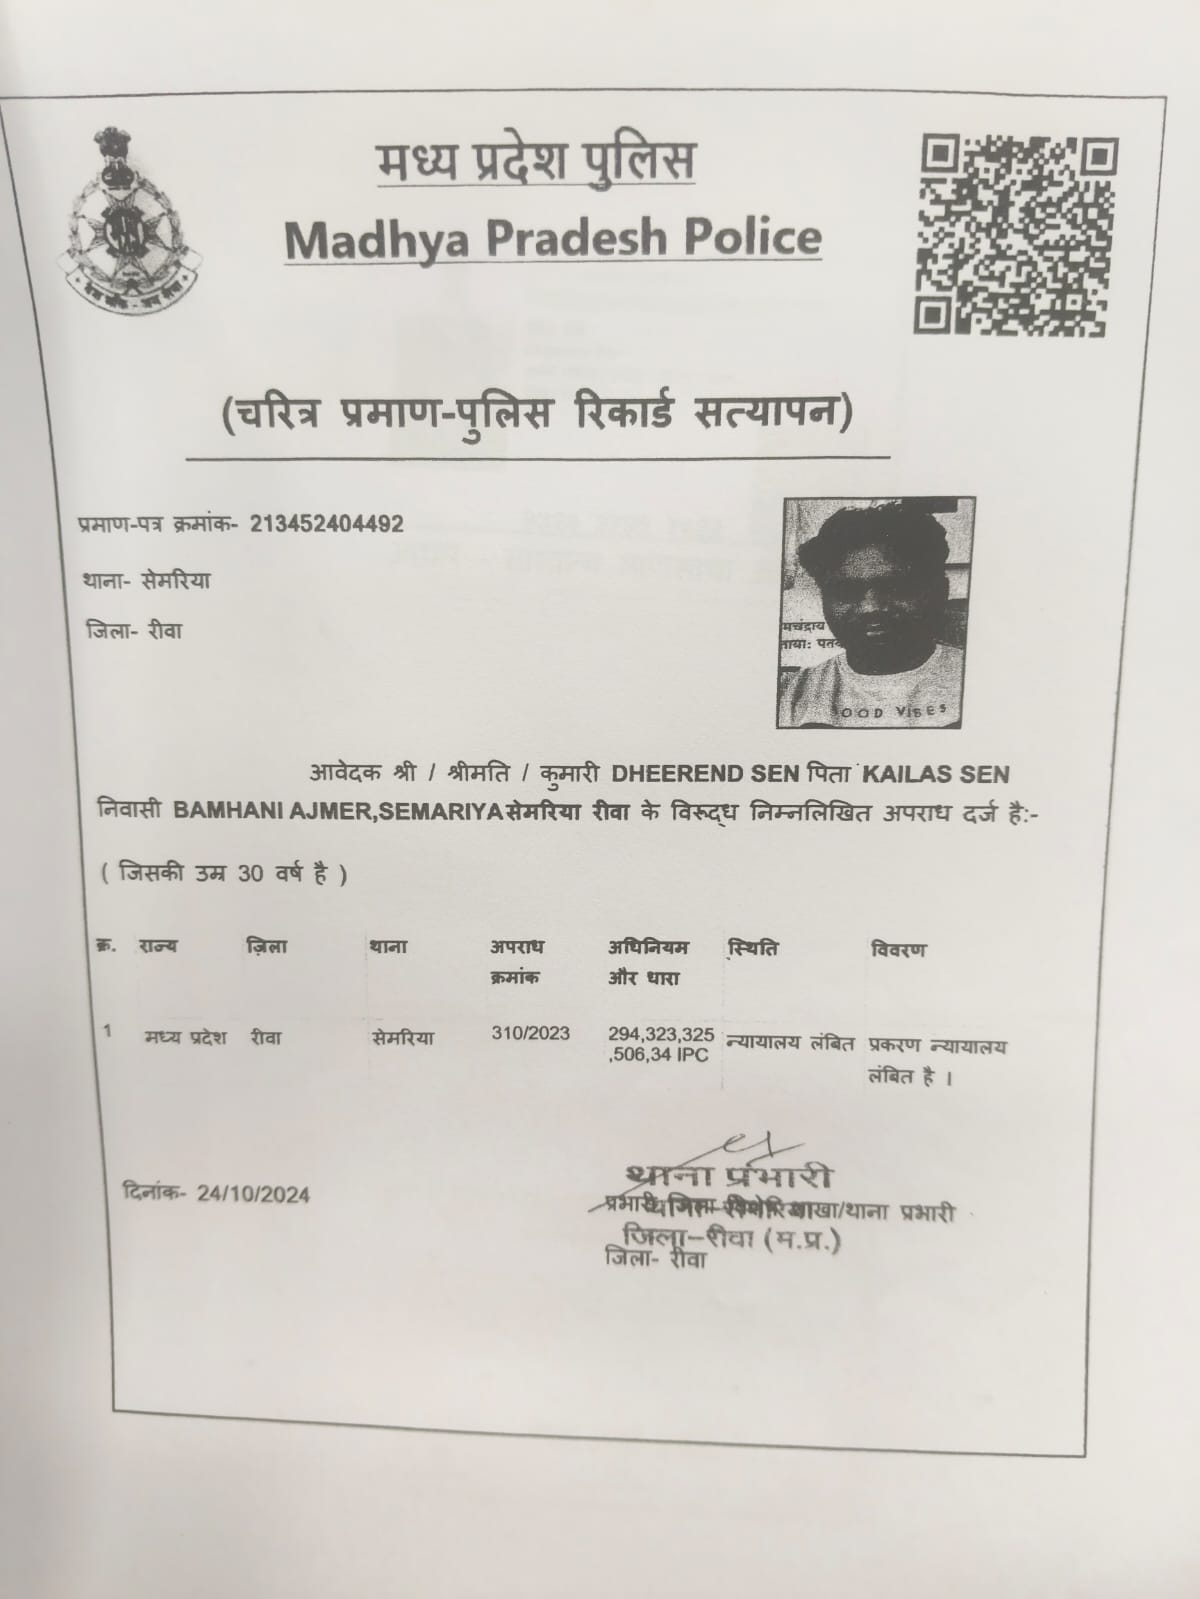 मध्य प्रदेश पुलिस
Madhya Pradesh Police
(चरित्र प्रमाण-पुलिस रिकार्ड सत्यापन)
प्रमाण-पत्र क्रमांक- 213452404492
थाना- सेमरिया
जिला- रीवा
मचंद्राय
OOD VIBES
आवेदक श्री / श्रीमति / कुमारी DHEEREND SEN पिता KAILAS SEN
निवासी BAMHANI AJMER,SEMARIYAसेमरिया रीवा के विरूद्ध निम्नलिखित अपराध दर्ज है:-
( जिसकी उम्र 30 वर्ष है )
क्र. राज्य ज़िला थाना अपराध क्रमांक अधिनियम और धारा स्थिति विवरण
1 मध्य प्रदेश रीवा सेमरिया 310/2023 294,323,325 ,506,34 IPC न्यायालय लंबित प्रकरण न्यायालय लंबित है ।
थाना प्रभारी
दिनांक- 24/10/2024
प्रभारी जिला शाखा/थाना प्रभारी
जिला-रीवा (म.प्र.)
जिला- रीवा